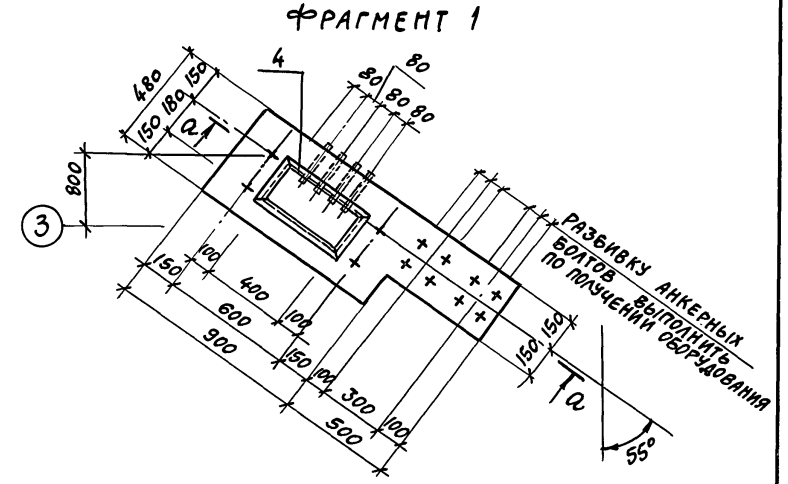 ФРАГМЕНТ 1
4
80
80
80 80
480
150 180 150
а
800
3
РАЗБИВКУ АНКЕРНЫХ
БОЛТОВ ВЫПОЛНИТЬ
ПО ПОЛУЧЕНИИ ОБОРУДОВАНИЯ
150 100 400 100
600 150 100 300 100
900 500
150, 150
а
55°